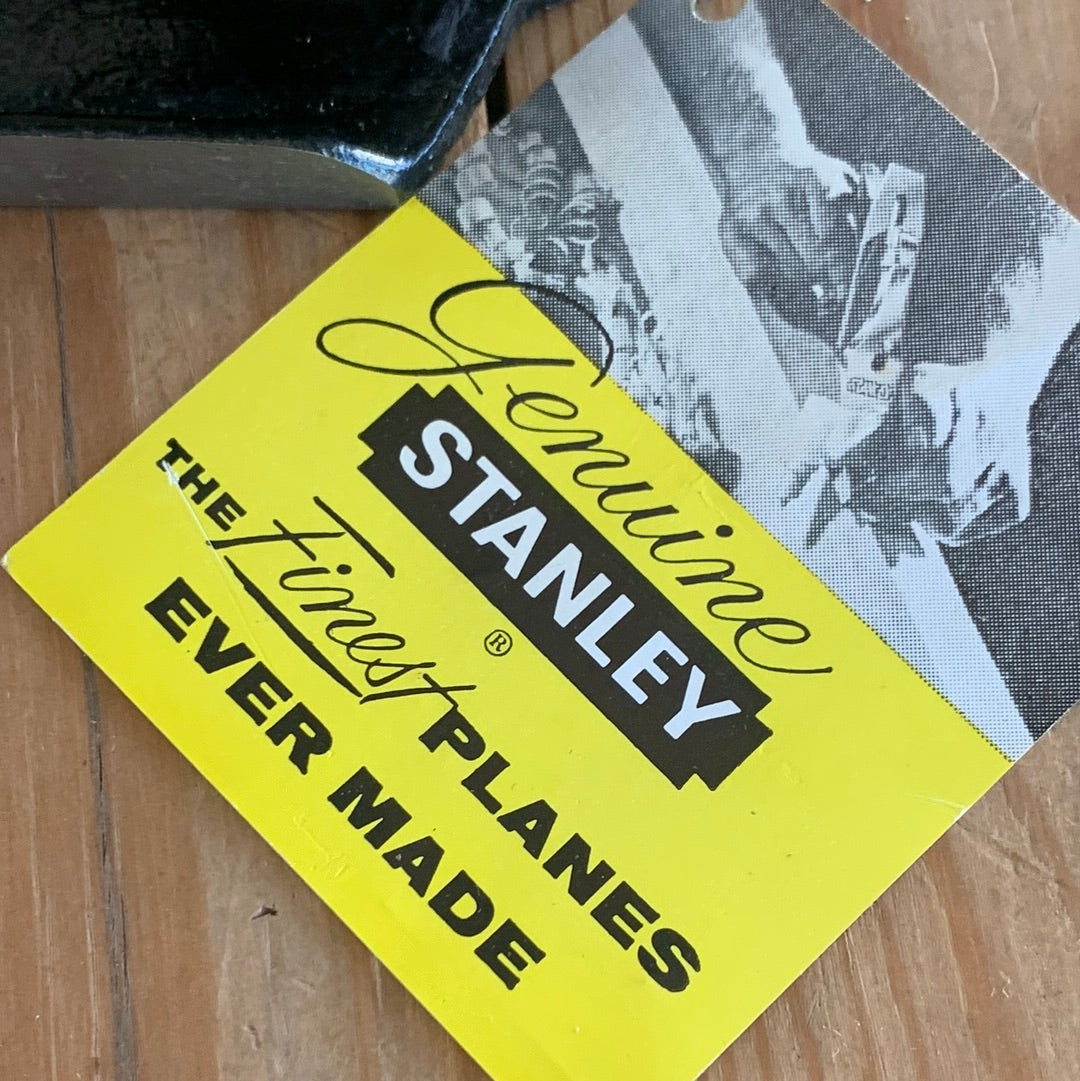 Genuine
STANLEY
®
THE Finest PLANES
EVER MADE